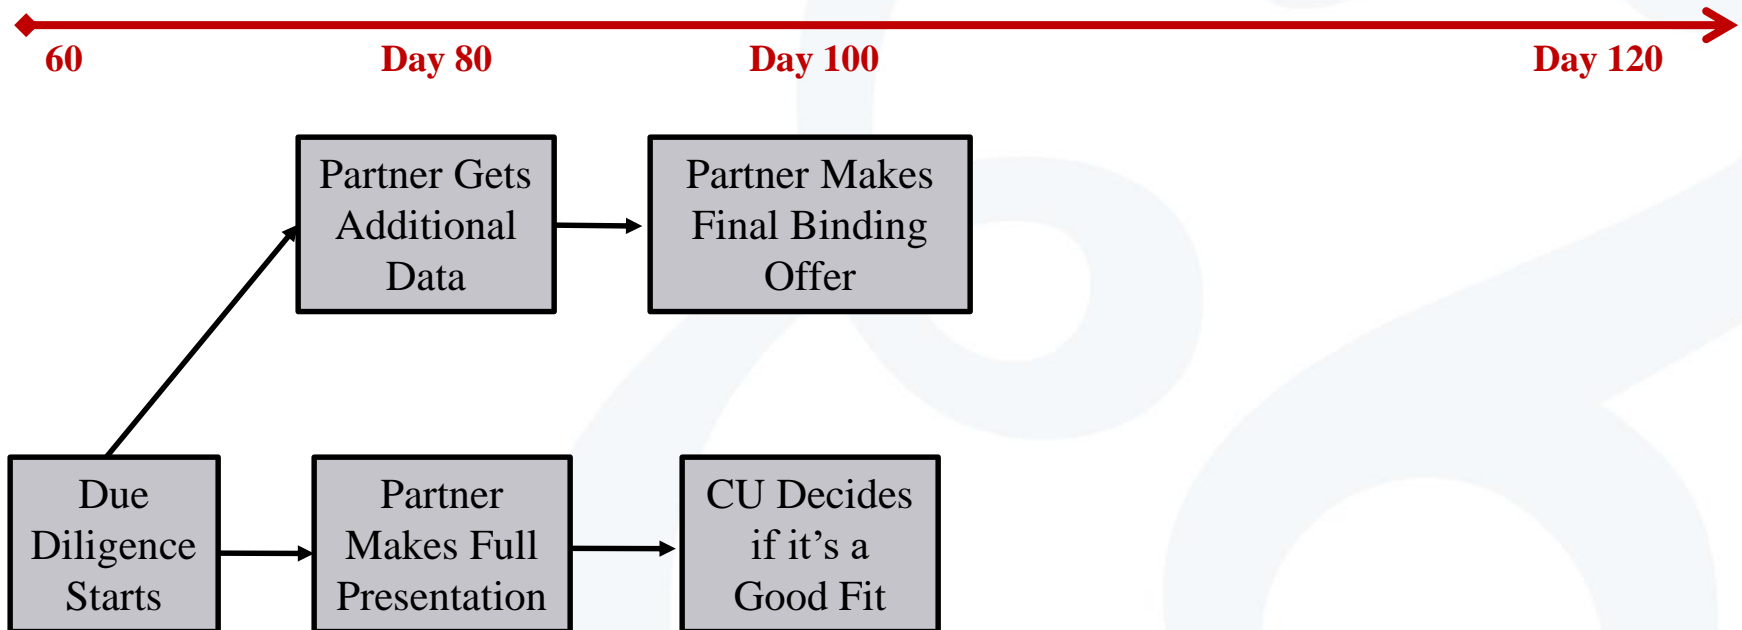 60
Day 80
Day 100
Day 120
Partner Gets
Additional
Data
Partner Makes
Final Binding
Offer
Due
Diligence
Starts
Partner
Makes Full
Presentation
CU Decides
if it’s a
Good Fit